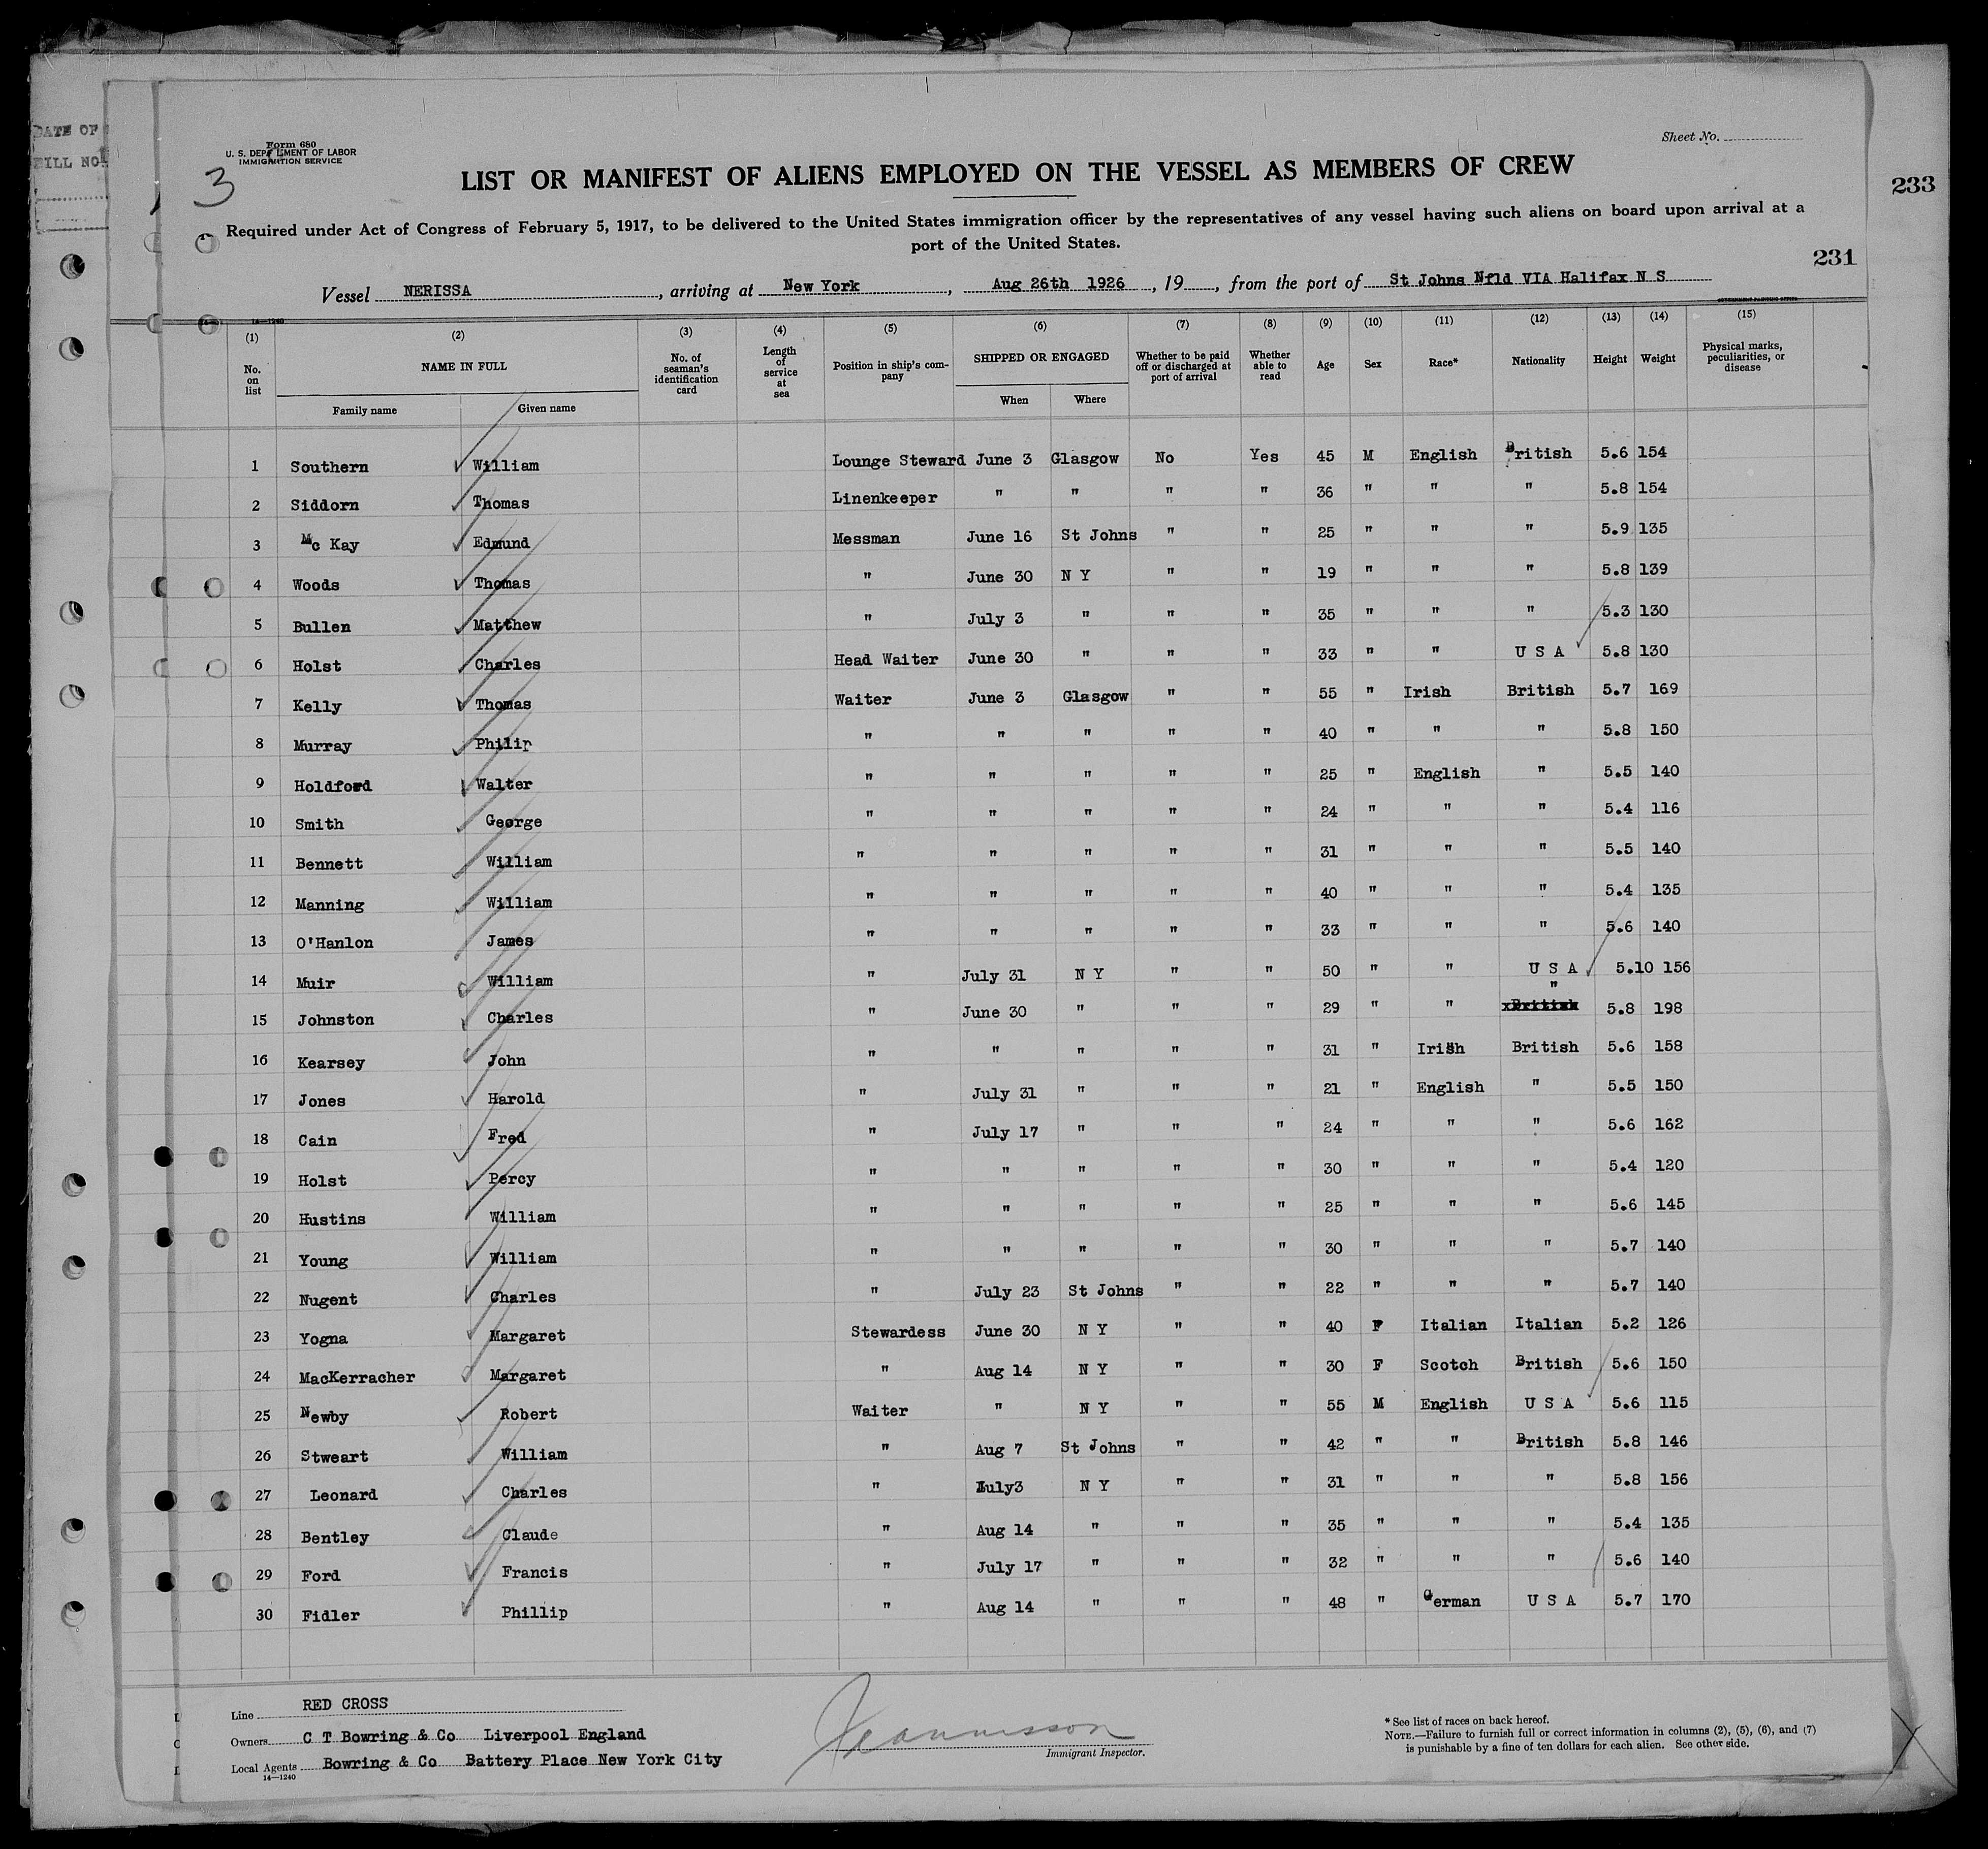 DATE OF
BILL NO.
Form 680
U. S. DEPARTMENT OF LABOR
IMMIGRATION SERVICE
3
Sheet No.
LIST OR MANIFEST OF ALIENS EMPLOYED ON THE VESSEL AS MEMBERS OF CREW
233
Required under Act of Congress of February 5, 1917, to be delivered to the United States immigration officer by the representatives of any vessel having such aliens on board upon arrival at a
port of the United States.
231
Vessel NERISSA, arriving at New York, Aug 26th 1926, 19, from the port of St Johns Nfld VIA Halifax N S
14—1240
(1) (2) (3) (4) (5) (6) (7) (8) (9) (10) (11) (12) (13) (14) (15)
No. on list NAME IN FULL Family name Given name No. of seaman's identification card Length of service at sea Position in ship's company SHIPPED OR ENGAGED When Where Whether to be paid off or discharged at port of arrival Whether able to read Age Sex Race* Nationality Height Weight Physical marks, peculiarities, or disease
1 Southern William Lounge Steward June 3 Glasgow No Yes 45 M English British 5.6 154
2 Siddorn Thomas Linenkeeper " " " " 36 " " " 5.8 154
3 Mc Kay Edmund Messman June 16 St Johns " " 25 " " " 5.9 135
4 Woods Thomas " June 30 N Y " " 19 " " " 5.8 139
5 Bullen Matthew " July 3 " " " 35 " " " 5.3 130
6 Holst Charles Head Waiter June 30 " " " 33 " " U S A 5.8 130
7 Kelly Thomas Waiter June 3 Glasgow " " 55 " Irish British 5.7 169
8 Murray Philip " " " " " 40 " " " 5.8 150
9 Holdford Walter " " " " " 25 " English " 5.5 140
10 Smith George " " " " " 24 " " " 5.4 116
11 Bennett William " " " " " 31 " " " 5.5 140
12 Manning William " " " " " 40 " " " 5.4 135
13 O'Hanlon James " " " " " 33 " " " 5.6 140
14 Muir William " July 31 N Y " " 50 " " U S A 5.10 156
15 Johnston Charles " June 30 " " " 29 " " " xBritish 5.8 198
16 Kearsey John " " " " " 31 " Irish British 5.6 158
17 Jones Harold " July 31 " " " 21 " English " 5.5 150
18 Cain Fred " July 17 " " " 24 " " " 5.6 162
19 Holst Percy " " " " " 30 " " " 5.4 120
20 Hustins William " " " " " 25 " " " 5.6 145
21 Young William " " " " " 30 " " " 5.7 140
22 Nugent Charles " July 23 St Johns " " 22 " " " 5.7 140
23 Yogna Margaret Stewardess June 30 N Y " " 40 F Italian Italian 5.2 126
24 MacKerracher Margaret " Aug 14 N Y " " 30 F Scotch British 5.6 150
25 Newby Robert Waiter " N Y " " 55 M English U S A 5.6 115
26 Stweart William " Aug 7 St Johns " " 42 " " British 5.8 146
27 Leonard Charles " July3 N Y " " 31 " " " 5.8 156
28 Bentley Claude " Aug 14 " " " 35 " " " 5.4 135
29 Ford Francis " July 17 " " " 32 " " " 5.6 140
30 Fidler Phillip " Aug 14 " " " 48 " German U S A 5.7 170
Line RED CROSS
Owners C T Bowring & Co Liverpool England
Local Agents Bowring & Co Battery Place New York City
14—1240
Immigrant Inspector.
* See list of races on back hereof.
NOTE.—Failure to furnish full or correct information in columns (2), (5), (6), and (7)
is punishable by a fine of ten dollars for each alien. See other side.